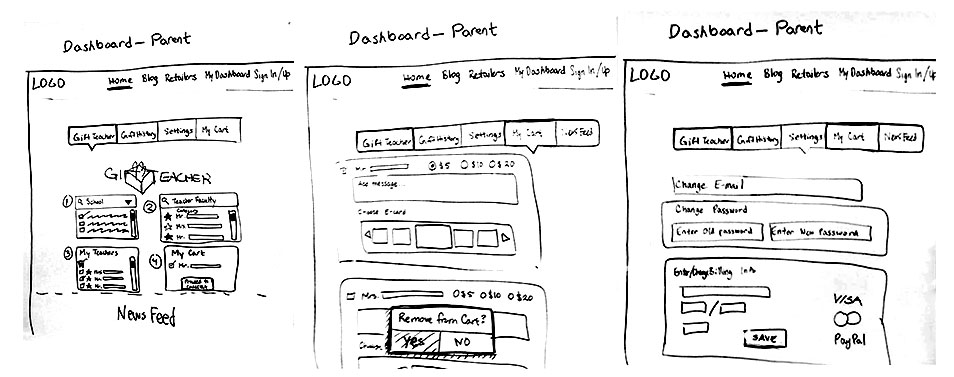 Dashboard - Parent
LOGO
Home Blog Retailers My Dashboard Sign In/Up
Gift Teacher Gift History Settings My Cart
GIFTEACHER
1 School
2 Teacher Faculty
Category
Mr.
Mrs
Mr.
3 My Teachers
Mrs
Mr.
Mr.
4 My Cart
Mr.
Proceed to Checkout
News Feed
Dashboard - Parent
LOGO
Home Blog Retailers My Dashboard Sign In/Up
Gift Teacher Gift History Settings My Cart News Feed
Mr. $5 $10 $20
Add message...
Choose E-card
Mrs. $5 $10 $20
Remove from Cart?
Choose
Yes NO
Dashboard - Parent
LOGO
Home Blog Retailers My Dashboard Sign In/Up
Gift Teacher Gift History Settings My Cart News Feed
Change E-mail
Change Password
Enter Old password Enter New Password
Enter/Change Billing Info
/
VISA
SAVE
PayPal